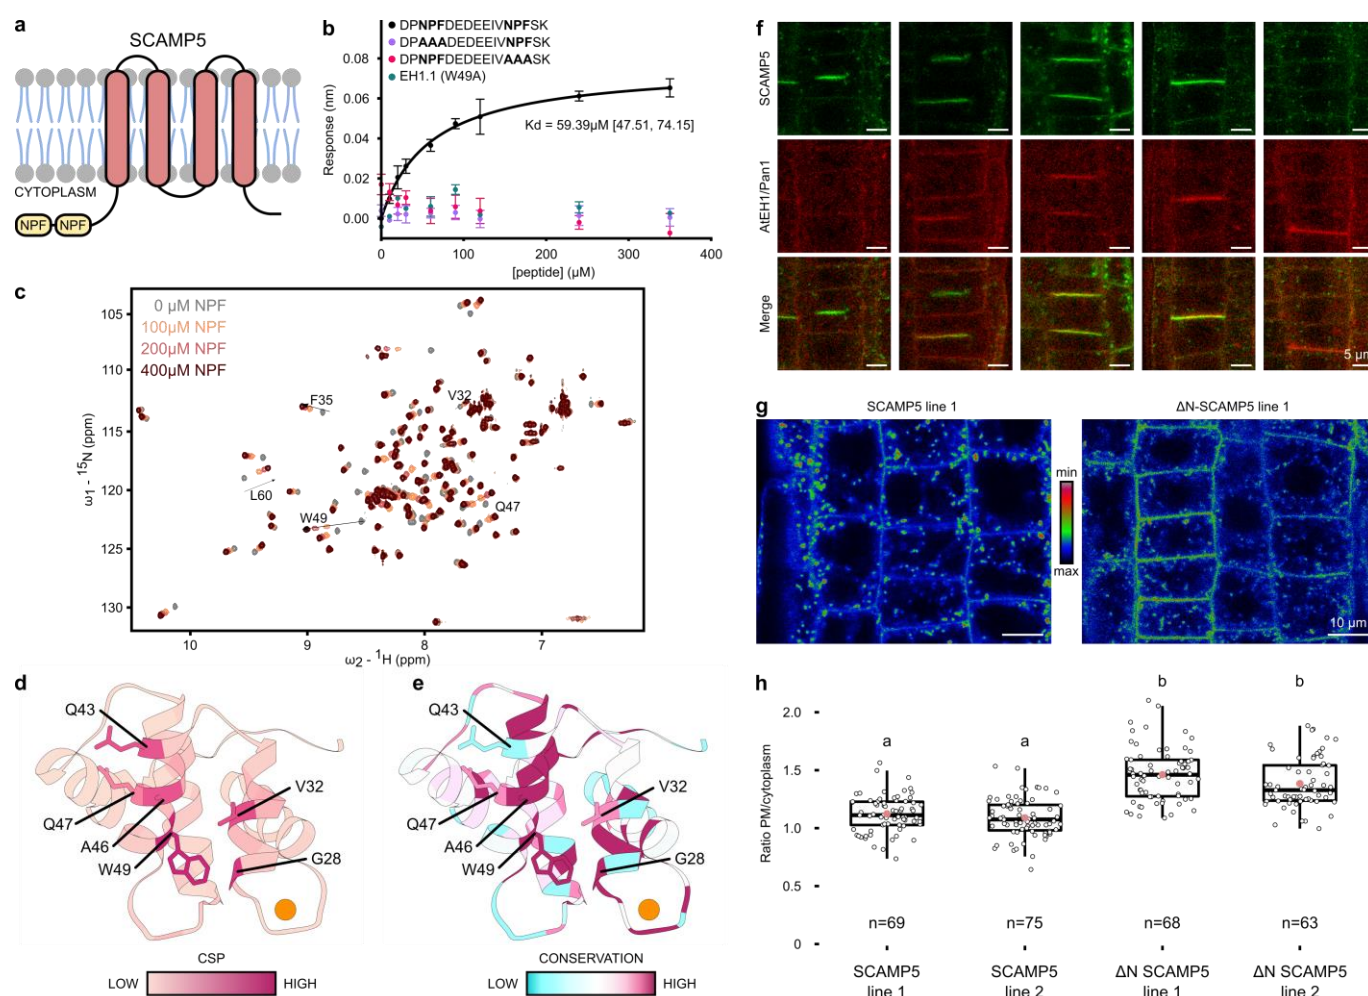 a
SCAMP5
CYTOPLASM
NPF NPF
b
DPNPFDEDEEIVNPFSK
DPAAADEDEEIVNPFSK
DPNPFDEDEEIVAAASK
EH1.1 (W49A)
Response (nm)
0.08
0.06
0.04
0.02
0.00
Kd = 59.39µM [47.51, 74.15]
0 100 200 300 400
[peptide] (µM)
c
0 µM NPF
100µM NPF
200µM NPF
400µM NPF
ω1 - 15N (ppm)
105
110
115
120
125
130
F35
V32
L60
W49
Q47
10 9 8 7
ω2 - 1H (ppm)
d
Q43
Q47
A46
W49
V32
G28
CSP
LOW HIGH
e
Q43
Q47
A46
W49
V32
G28
CONSERVATION
LOW HIGH
f
SCAMP5
AtEH1/Pan1
Merge
5 µm
g
SCAMP5 line 1
ΔN-SCAMP5 line 1
min
max
10 µm
h
Ratio PM/cytoplasm
2.0
1.5
1.0
0.5
0
a a b b
n=69 n=75 n=68 n=63
SCAMP5 line 1
SCAMP5 line 2
ΔN SCAMP5 line 1
ΔN SCAMP5 line 2